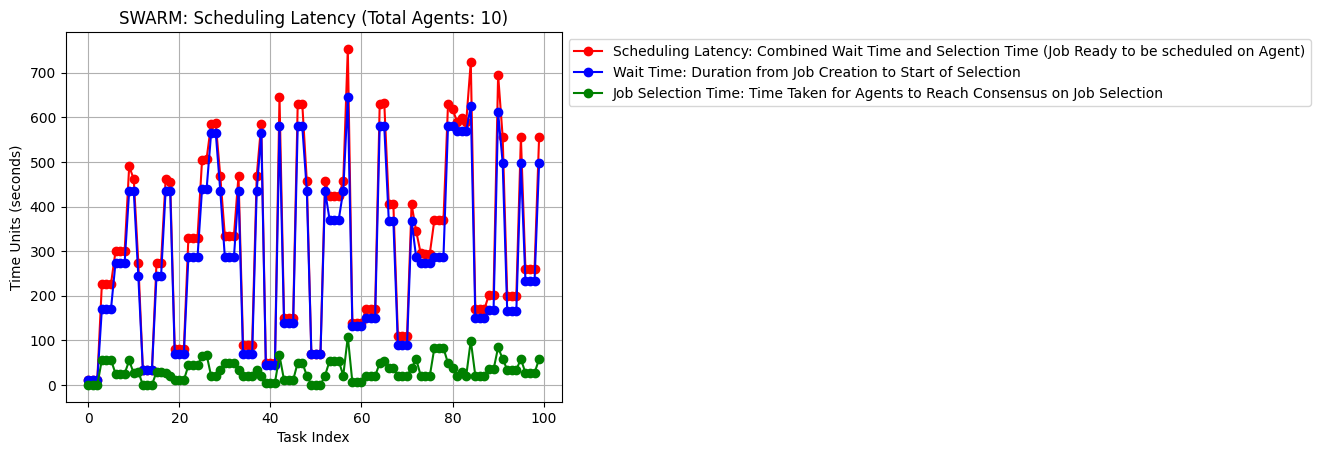 SWARM: Scheduling Latency (Total Agents: 10)
Scheduling Latency: Combined Wait Time and Selection Time (Job Ready to be scheduled on Agent)
Wait Time: Duration from Job Creation to Start of Selection
Job Selection Time: Time Taken for Agents to Reach Consensus on Job Selection
Time Units (seconds)
700
600
500
400
300
200
100
0
0 20 40 60 80 100
Task Index